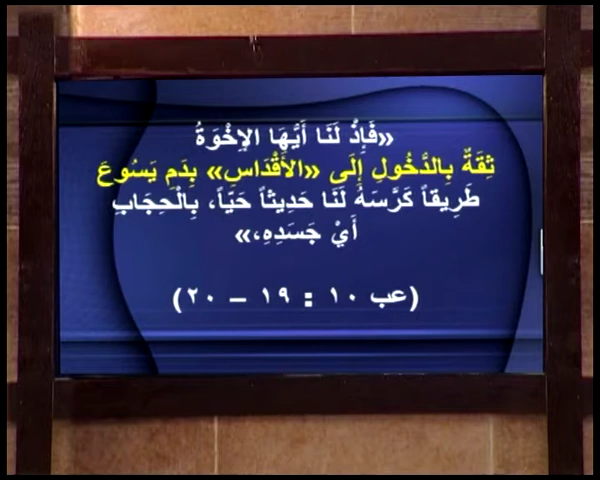 «فَإِذْ لَنَا أَيُّهَا الإِخْوَةُ
ثِقَةٌ بِالدُّخُولِ إِلَى «الأَقْدَاسِ» بِدَمِ يَسُوعَ
طَرِيقاً كَرَّسَهُ لَنَا حَدِيثاً حَيّاً، بِالْحِجَابِ
أَيْ جَسَدِهِ،»
(عب ١٠ : ١٩ – ٢٠)